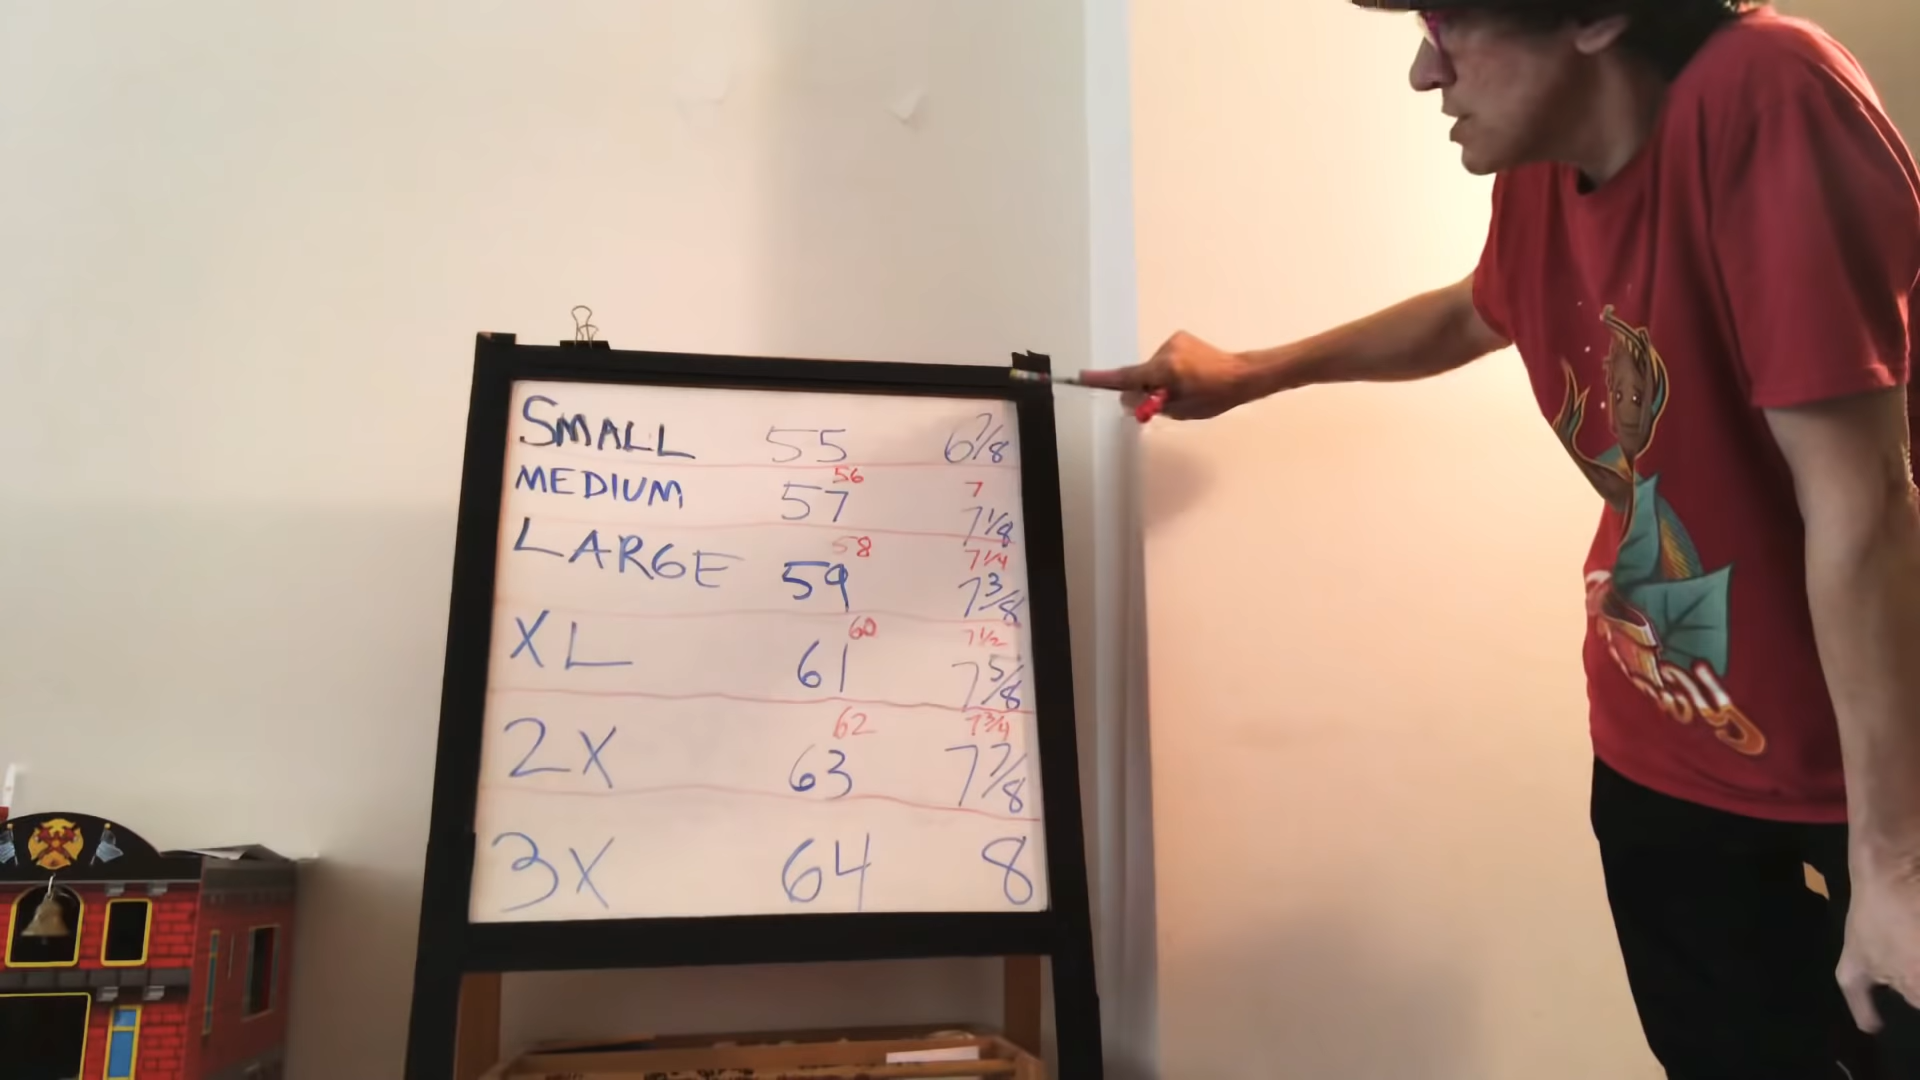 SMALL 55 6 7/8
56 7
MEDIUM 57 7 1/8
58 7 1/4
LARGE 59 7 3/8
60 7 1/2
XL 61 7 5/8
62 7 3/4
2X 63 7 7/8
3X 64 8